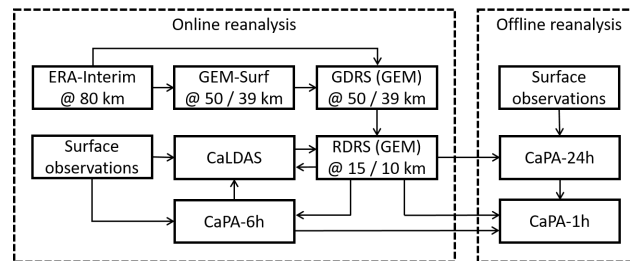 Online reanalysis
Offline reanalysis
ERA-Interim
@ 80 km
GEM-Surf
@ 50 / 39 km
GDRS (GEM)
@ 50 / 39 km
Surface
observations
Surface
observations
CaLDAS
RDRS (GEM)
@ 15 / 10 km
CaPA-24h
CaPA-6h
CaPA-1h